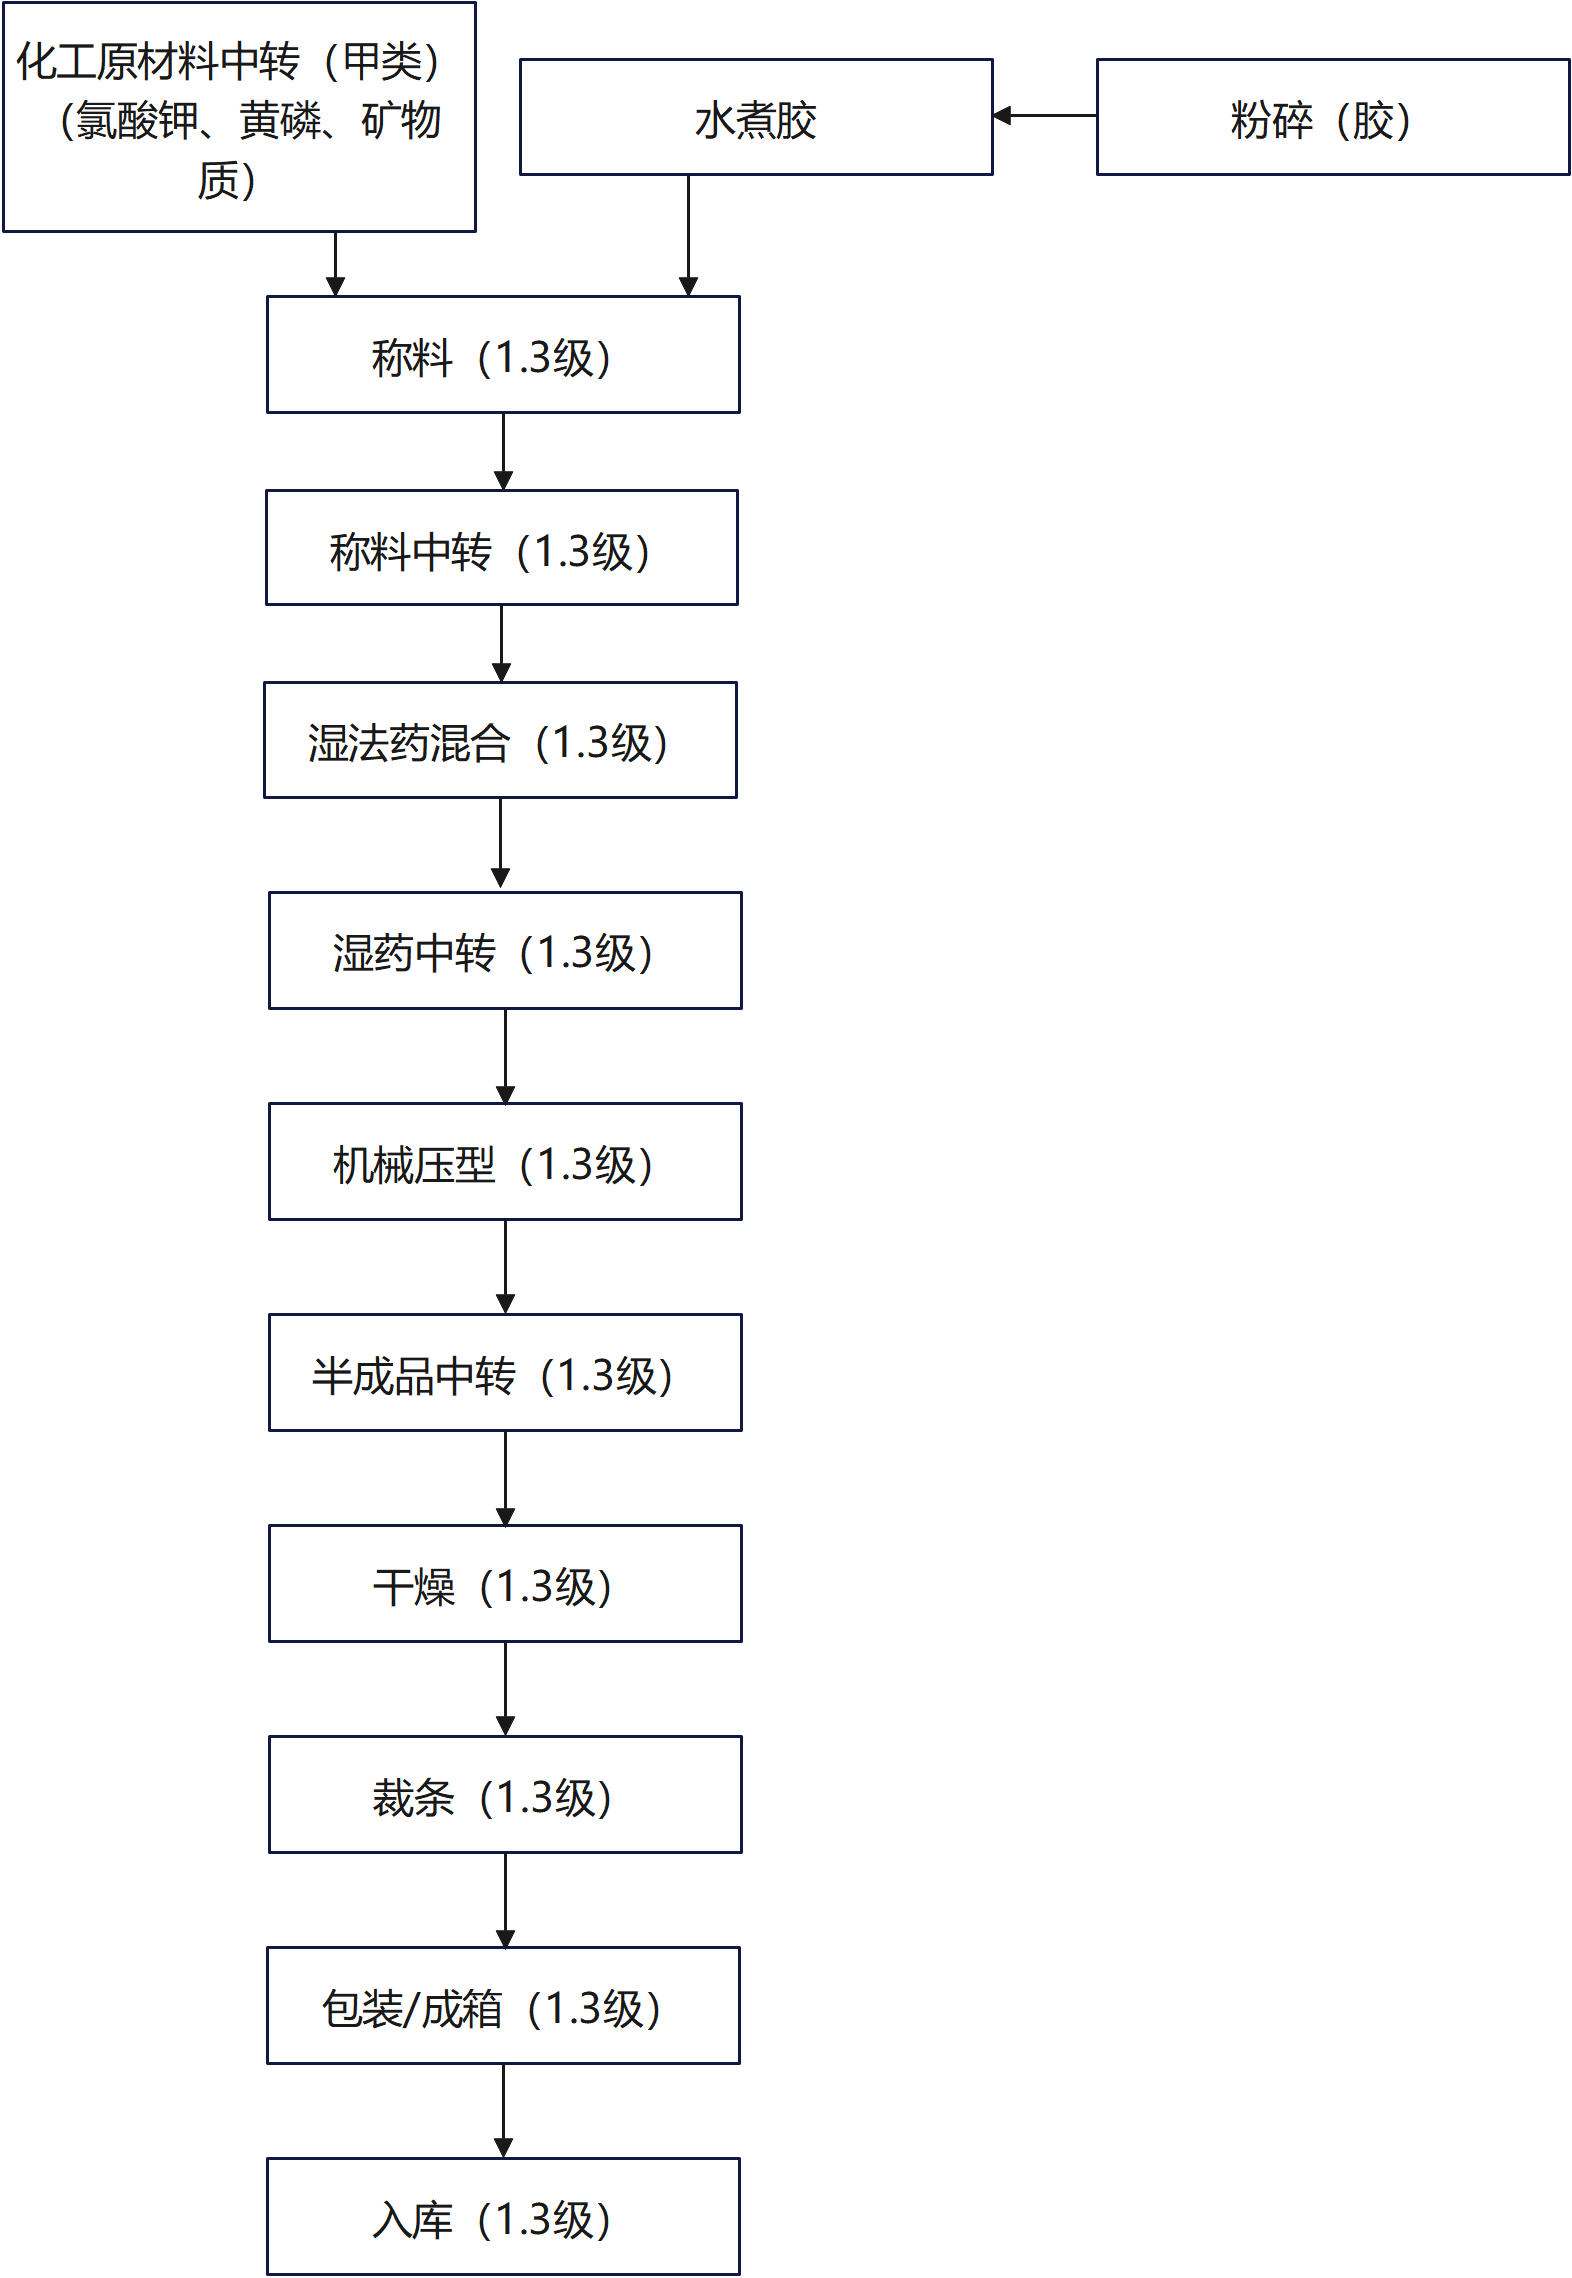 化工原材料中转（甲类）
（氯酸钾、黄磷、矿物
质）
水煮胶
粉碎（胶）
称料（1.3级）
称料中转（1.3级）
湿法药混合（1.3级）
湿药中转（1.3级）
机械压型（1.3级）
半成品中转（1.3级）
干燥（1.3级）
裁条（1.3级）
包装/成箱（1.3级）
入库（1.3级）